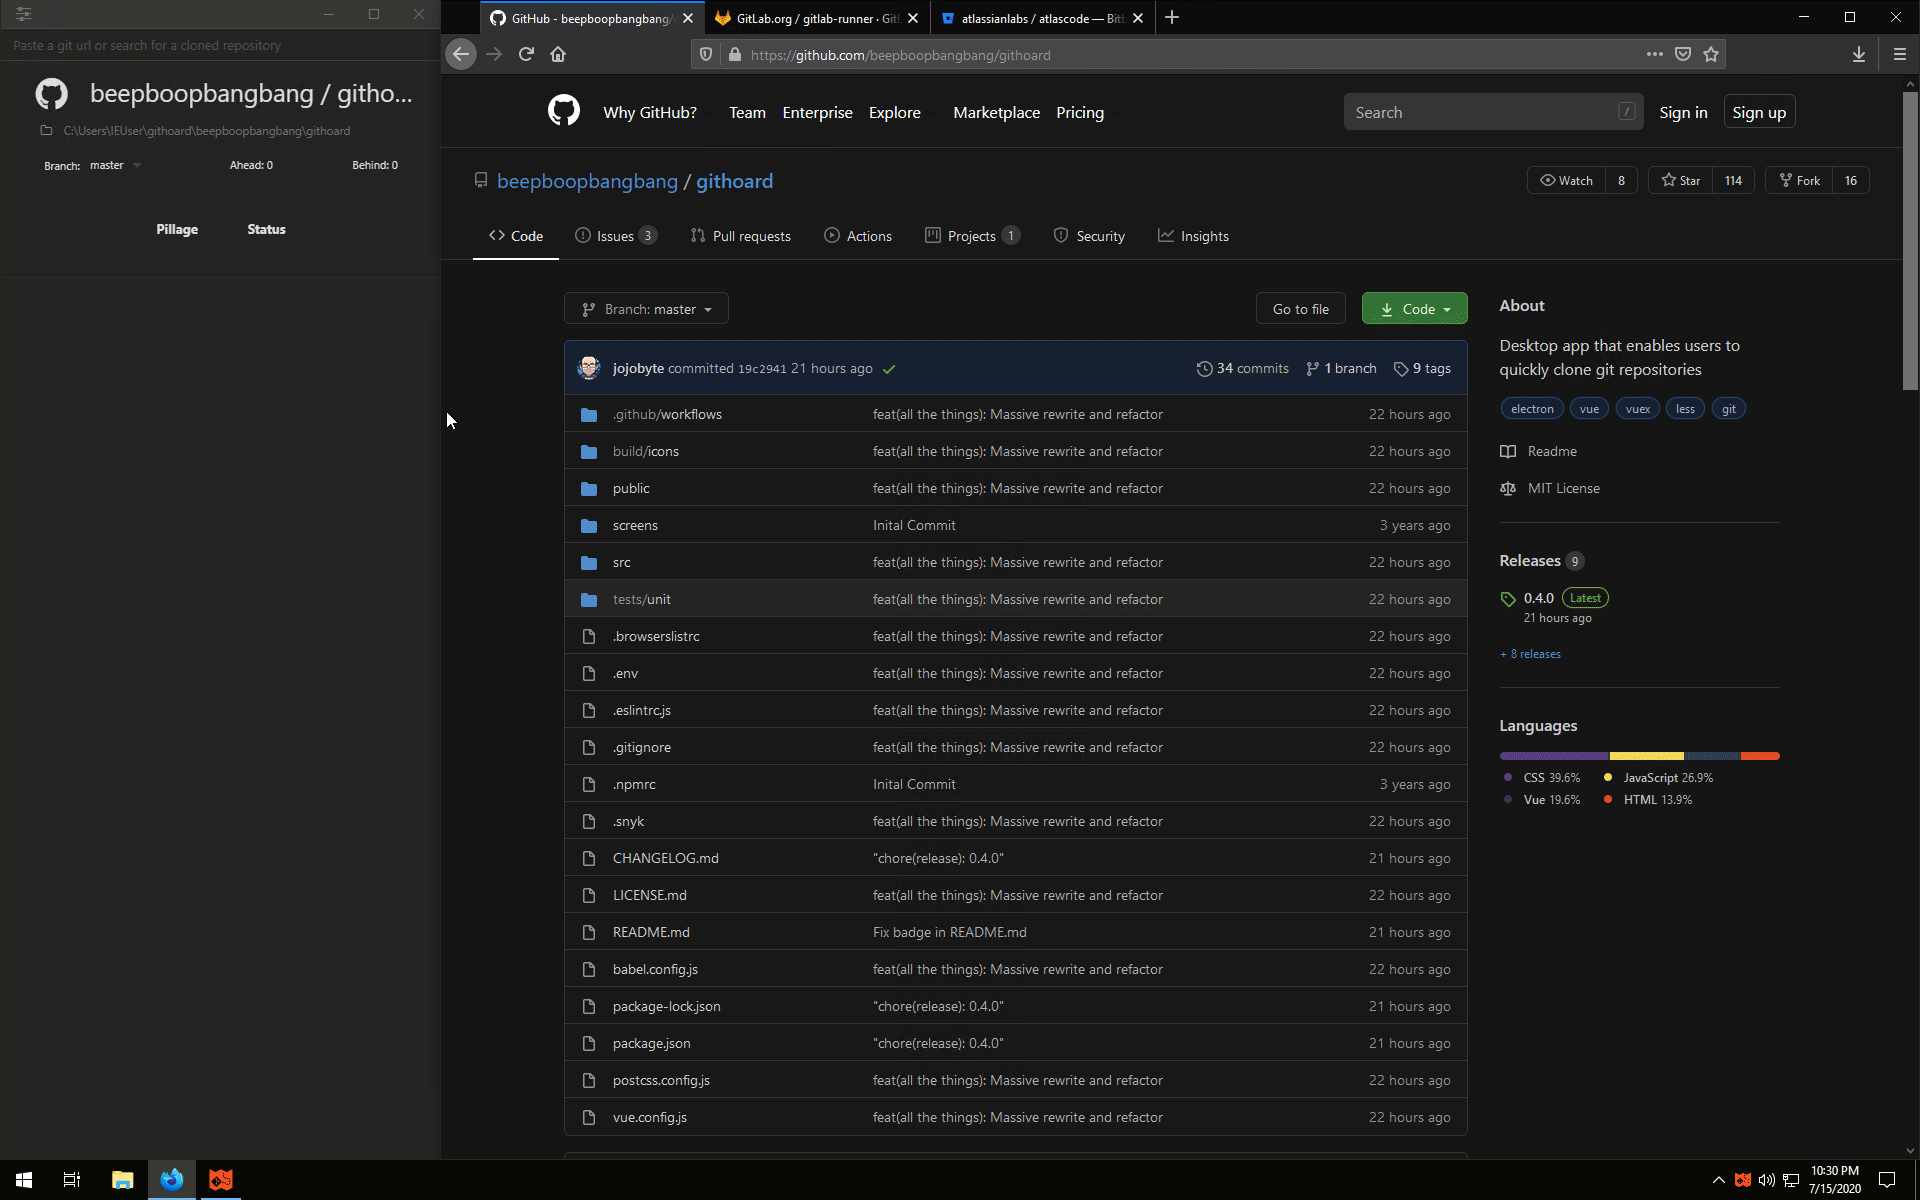 Paste a git url or search for a cloned repository
beepboopbangbang / githo...
C:\Users\IEUser\githoard\beepboopbangbang\githoard
Branch: master Ahead: 0 Behind: 0
Pillage Status
GitHub - beepboopbangbang/
GitLab.org / gitlab-runner · Git
atlassianlabs / atlascode — Bitb
https://github.com/beepboopbangbang/githoard
Why GitHub? Team Enterprise Explore Marketplace Pricing Search / Sign in Sign up
beepboopbangbang / githoard Watch 8 Star 114 Fork 16
Code Issues 3 Pull requests Actions Projects 1 Security Insights
Branch: master Go to file Code
jojobyte committed 19c2941 21 hours ago 34 commits 1 branch 9 tags
.github/workflows feat(all the things): Massive rewrite and refactor 22 hours ago
build/icons feat(all the things): Massive rewrite and refactor 22 hours ago
public feat(all the things): Massive rewrite and refactor 22 hours ago
screens Inital Commit 3 years ago
src feat(all the things): Massive rewrite and refactor 22 hours ago
tests/unit feat(all the things): Massive rewrite and refactor 22 hours ago
.browserslistrc feat(all the things): Massive rewrite and refactor 22 hours ago
.env feat(all the things): Massive rewrite and refactor 22 hours ago
.eslintrc.js feat(all the things): Massive rewrite and refactor 22 hours ago
.gitignore feat(all the things): Massive rewrite and refactor 22 hours ago
.npmrc Inital Commit 3 years ago
.snyk feat(all the things): Massive rewrite and refactor 22 hours ago
CHANGELOG.md "chore(release): 0.4.0" 21 hours ago
LICENSE.md feat(all the things): Massive rewrite and refactor 22 hours ago
README.md Fix badge in README.md 21 hours ago
babel.config.js feat(all the things): Massive rewrite and refactor 22 hours ago
package-lock.json "chore(release): 0.4.0" 21 hours ago
package.json "chore(release): 0.4.0" 21 hours ago
postcss.config.js feat(all the things): Massive rewrite and refactor 22 hours ago
vue.config.js feat(all the things): Massive rewrite and refactor 22 hours ago
About
Desktop app that enables users to
quickly clone git repositories
electron vue vuex less git
Readme
MIT License
Releases 9
0.4.0 Latest
21 hours ago
+ 8 releases
Languages
CSS 39.6% JavaScript 26.9%
Vue 19.6% HTML 13.9%
10:30 PM
7/15/2020